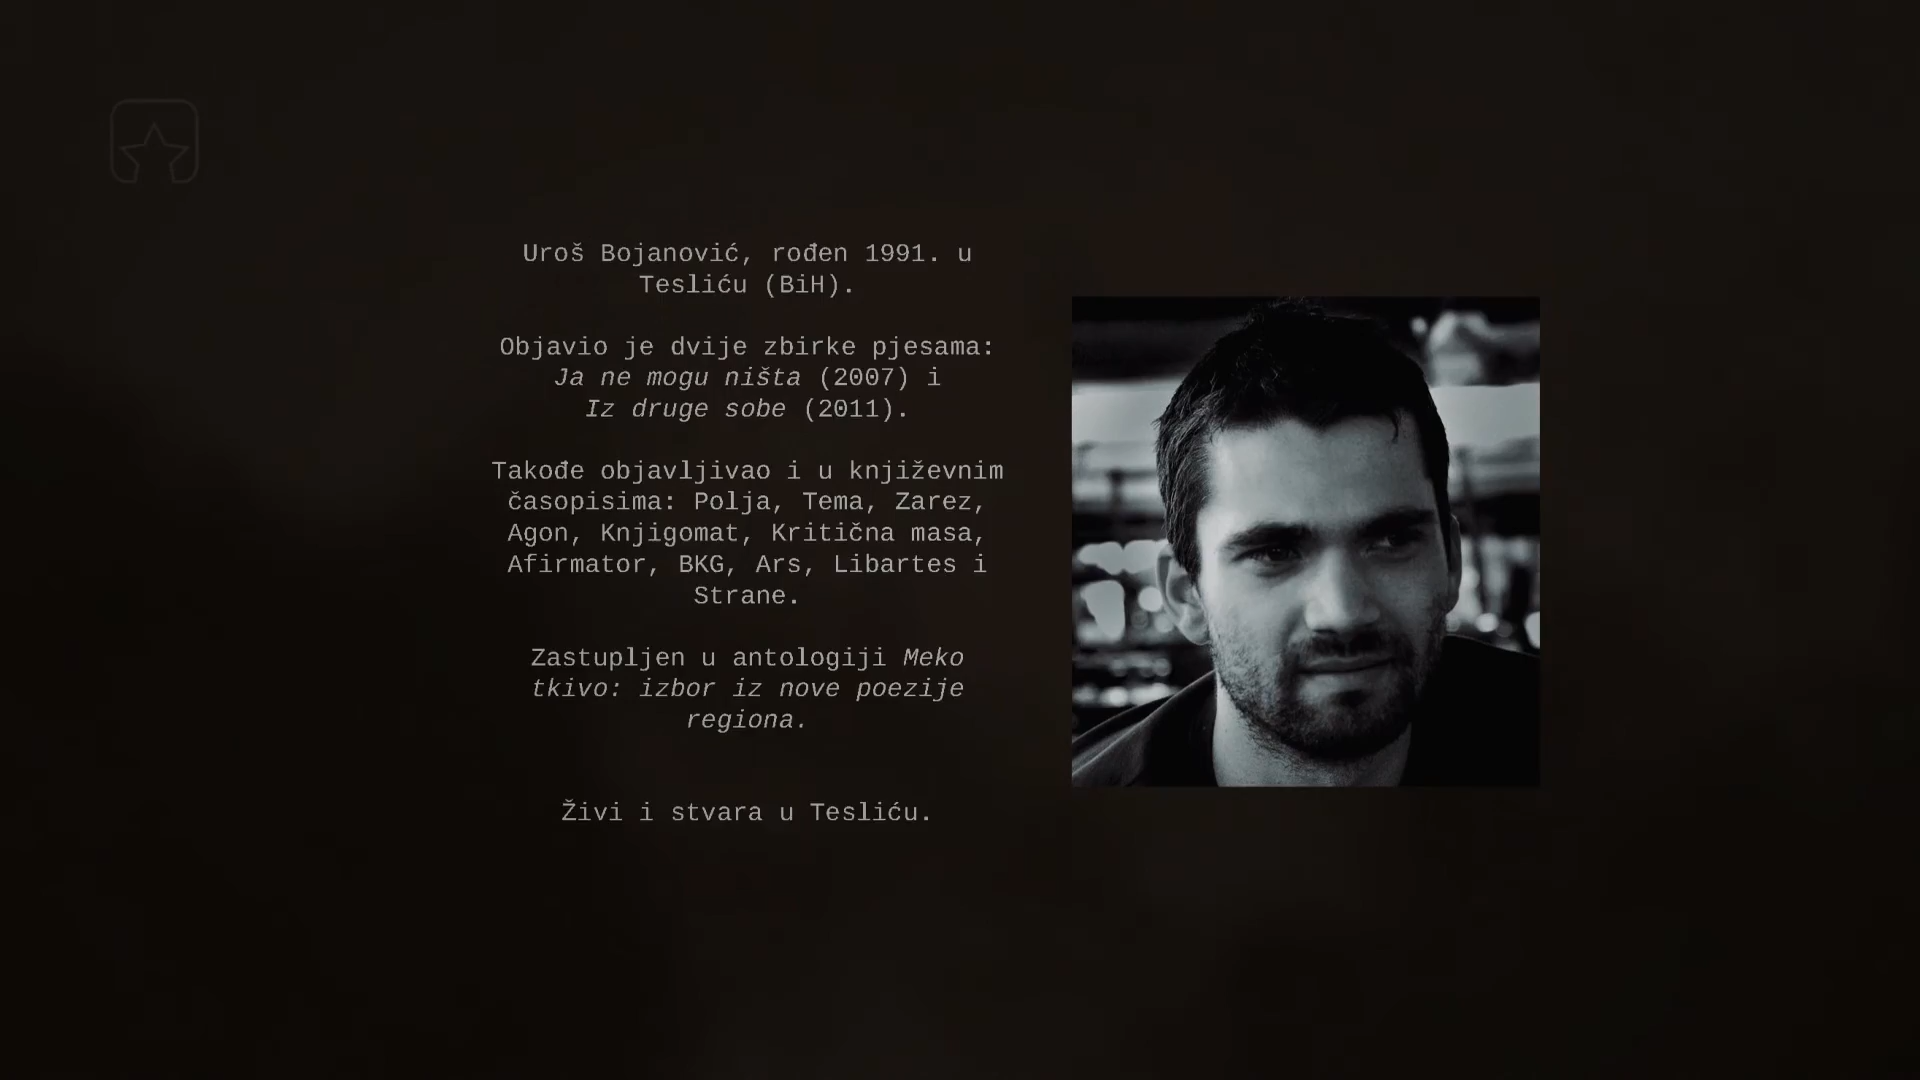 Uroš Bojanović, rođen 1991. u
Tesliću (BiH).
Objavio je dvije zbirke pjesama:
Ja ne mogu ništa (2007) i
Iz druge sobe (2011).
Takođe objavljivao i u književnim
časopisima: Polja, Tema, Zarez,
Agon, Knjigomat, Kritična masa,
Afirmator, BKG, Ars, Libartes i
Strane.
Zastupljen u antologiji Meko
tkivo: izbor iz nove poezije
regiona.
Živi i stvara u Tesliću.